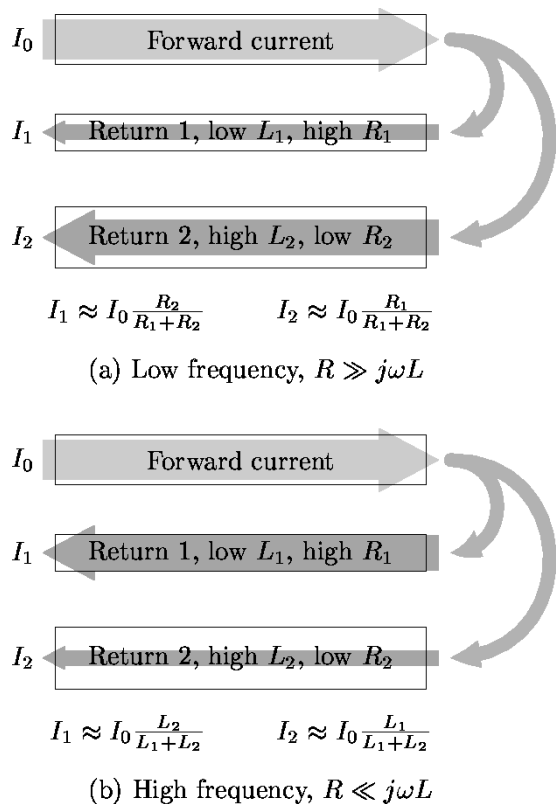 I₀ Forward current
I₁ Return 1, low L₁, high R₁
I₂ Return 2, high L₂, low R₂
I₁ ≈ I₀ R₂/(R₁+R₂) I₂ ≈ I₀ R₁/(R₁+R₂)
(a) Low frequency, R ≫ jωL
I₀ Forward current
I₁ Return 1, low L₁, high R₁
I₂ Return 2, high L₂, low R₂
I₁ ≈ I₀ L₂/(L₁+L₂) I₂ ≈ I₀ L₁/(L₁+L₂)
(b) High frequency, R ≪ jωL